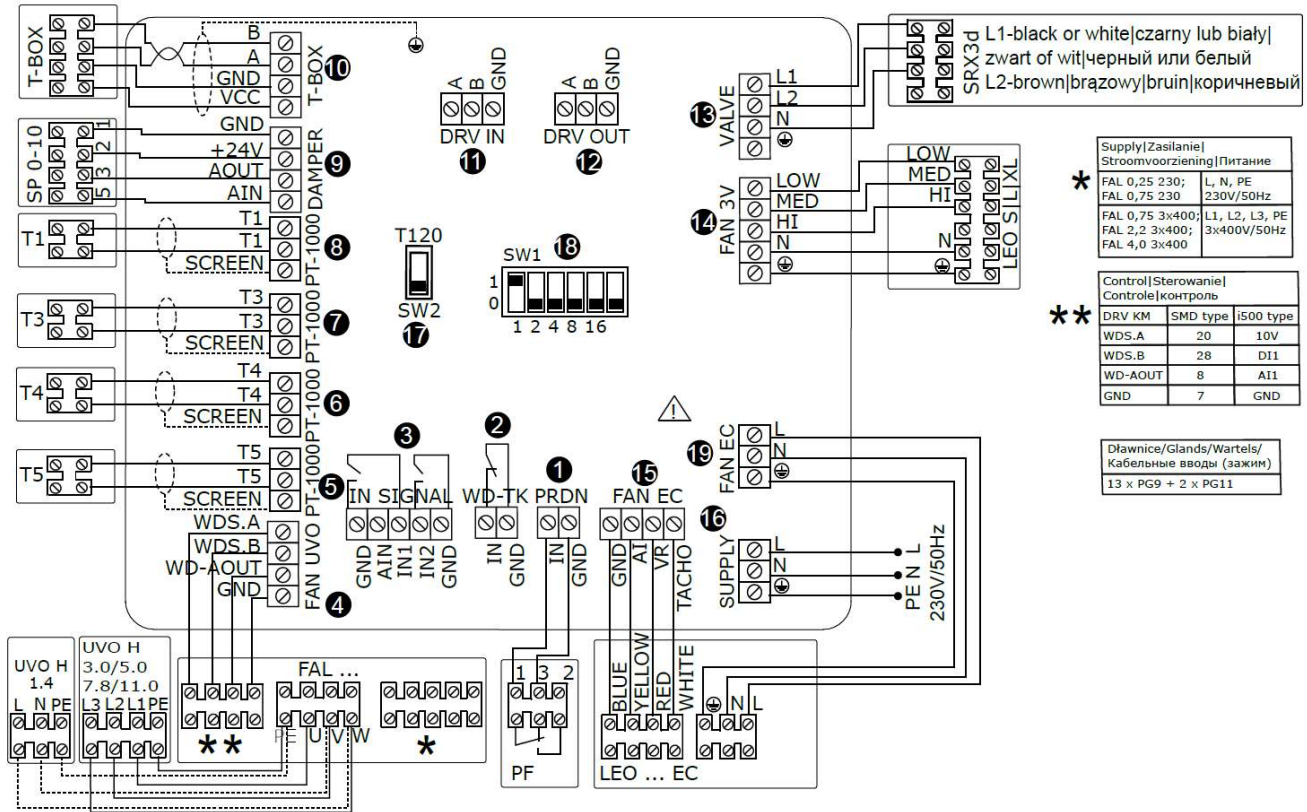 T-BOX
B
A
GND
VCC
T-BOX
10
SP 0-10
1
2
3
5
GND
+24V
AOUT
AIN
DAMPER
9
T1
T1
T1
SCREEN
PT-1000
8
T3
T3
T3
SCREEN
PT-1000
7
T4
T4
T4
SCREEN
PT-1000
6
T5
T5
T5
SCREEN
PT-1000
5
WDS.A
WDS.B
WD-AOUT
GND
FAN UVO
4
A
B
GND
DRV IN
11
A
B
GND
DRV OUT
12
T120
SW2
17
SW1
18
1
0
1 2 4 8 16
3
IN SIGNAL
GND
AIN
IN1
IN2
GND
2
WD-TK
IN
GND
1
PRDN
IN
GND
15
FAN EC
GND
AI
VR
TACHO
13
VALVE
L1
L2
N
14
FAN 3V
LOW
MED
HI
N
19
FAN EC
L
N
16
SUPPLY
L
N
L
N
PE
230V/50Hz
SRX3d
L1-black or white|czarny lub biały|
zwart of wit|черный или белый
L2-brown|brązowy|bruin|коричневый
LOW
MED
HI
N
LEO S|L|XL
*
Supply|Zasilanie|
Stroomvoorziening|Питание
FAL 0,25 230;
FAL 0,75 230
L, N, PE
230V/50Hz
FAL 0,75 3x400;
FAL 2,2 3x400;
FAL 4,0 3x400
L1, L2, L3, PE
3x400V/50Hz
**
Control|Sterowanie|
Controle|контроль
DRV KM SMD type i500 type
WDS.A 20 10V
WDS.B 28 DI1
WD-AOUT 8 AI1
GND 7 GND
Dławnice/Glands/Wartels/
Кабельные вводы (зажим)
13 x PG9 + 2 x PG11
UVO H
1.4
L N PE
UVO H
3.0/5.0
7.8/11.0
L3 L2 L1 PE
FAL ...
**
PE U V W
*
1 3 2
PF
BLUE
YELLOW
RED
WHITE
N L
LEO ... EC